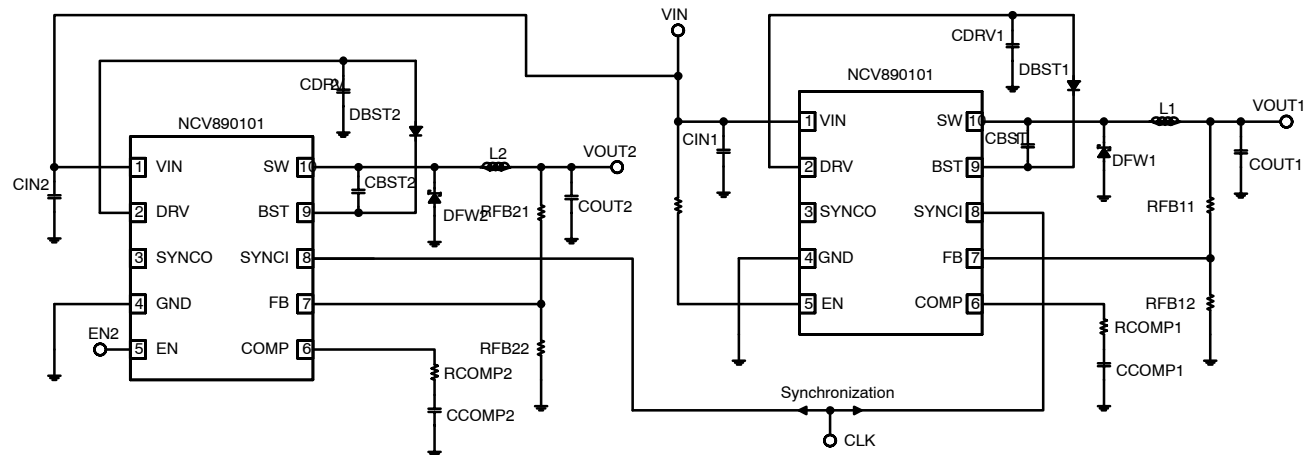 VIN
CDRV1
DBST1
NCV890101
1 VIN SW 10
L1
VOUT1
CIN1
CBST1
DFW1
COUT1
2 DRV BST 9
3 SYNCO SYNCI 8
RFB11
4 GND FB 7
5 EN COMP 6
RFB12
RCOMP1
CCOMP1
CDRV2
DBST2
NCV890101
1 VIN SW 10
L2
VOUT2
CIN2
CBST2
DFW2
COUT2
2 DRV BST 9
RFB21
3 SYNCO SYNCI 8
4 GND FB 7
EN2
5 EN COMP 6
RFB22
RCOMP2
CCOMP2
Synchronization
CLK